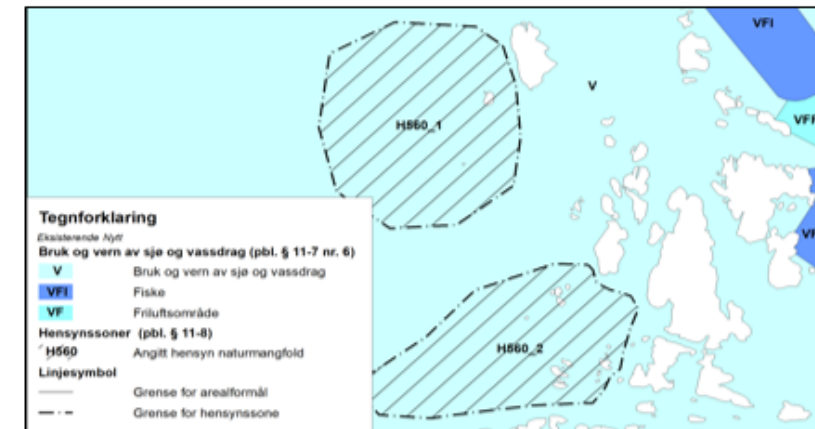 VFI
V
VFF
H560_1
VF
H560_2
Tegnforklaring
Eksisterende Nytt
Bruk og vern av sjø og vassdrag (pbl. § 11-7 nr. 6)
V Bruk og vern av sjø og vassdrag
VFI Fiske
VF Friluftsområde
Hensynssoner (pbl. § 11-8)
H560 Angitt hensyn naturmangfold
Linjesymbol
Grense for arealformål
Grense for hensynssone